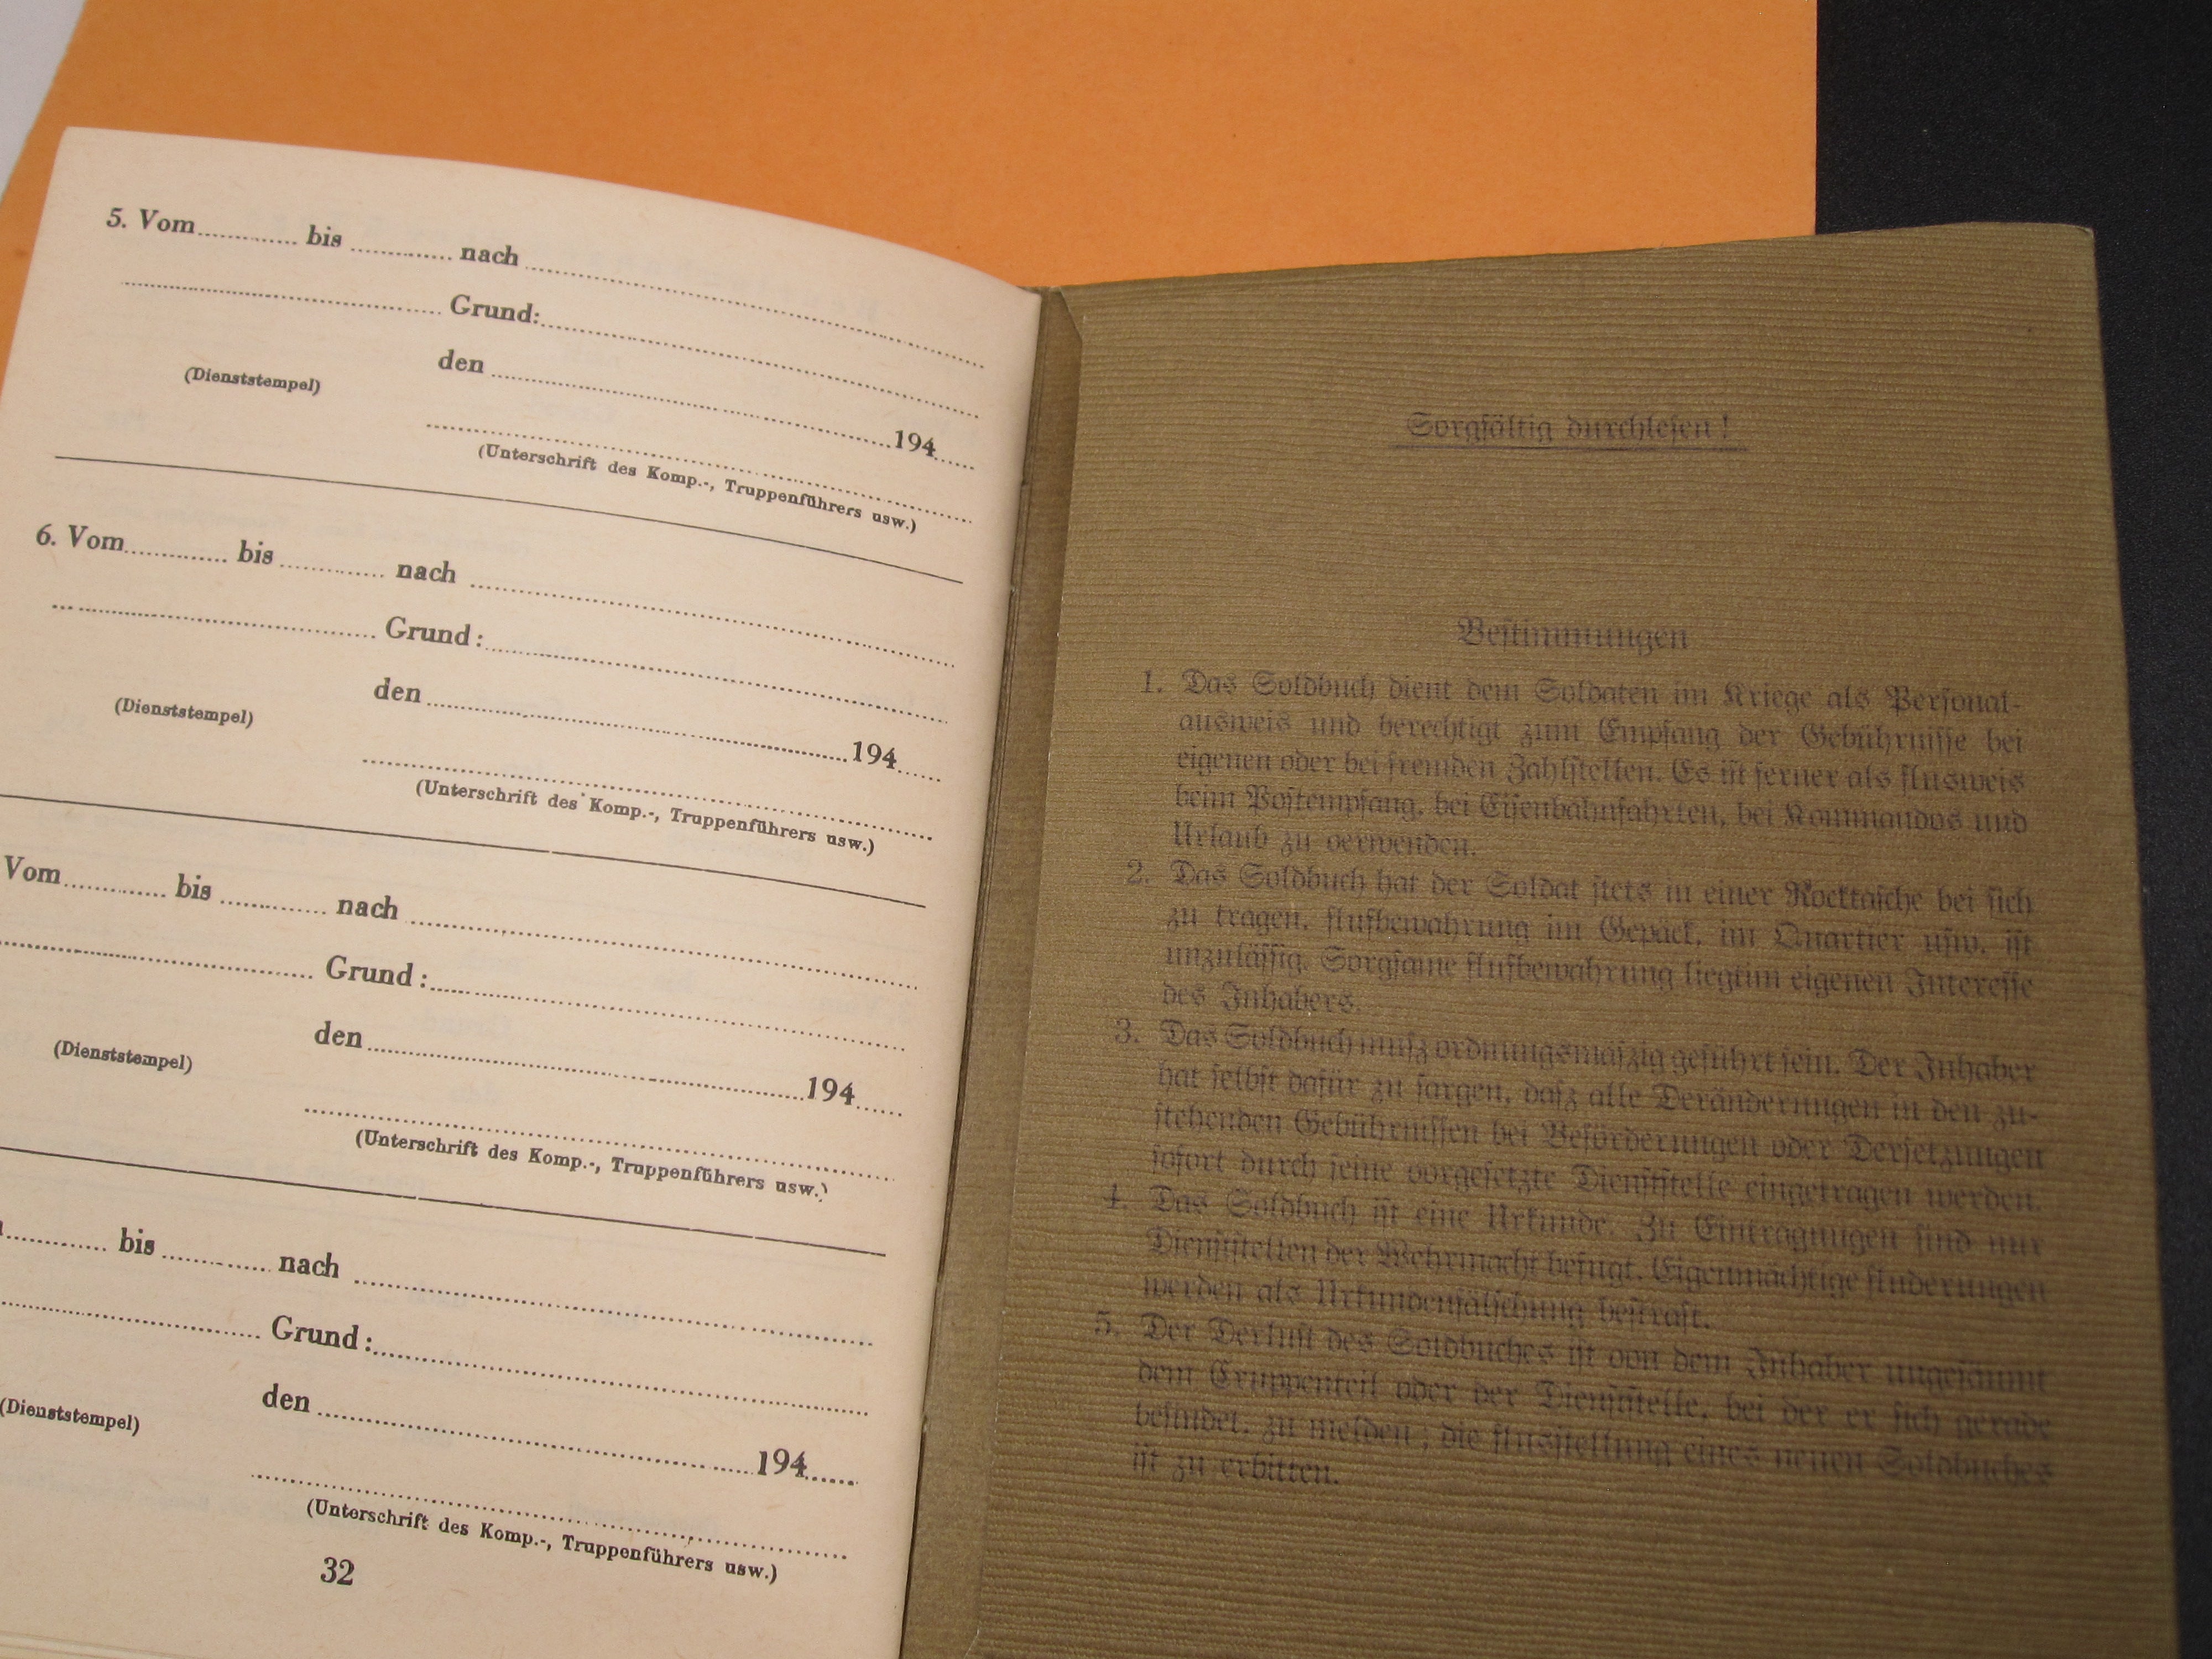 5. Vom............ bis ............ nach ............
............ Grund:............
den ............194......
(Dienststempel)
(Unterschrift des Komp.-, Truppenführers usw.)
6. Vom............ bis ............ nach ............
............ Grund:............
den ............194......
(Dienststempel)
(Unterschrift des Komp.-, Truppenführers usw.)
Vom............ bis ............ nach ............
............ Grund:............
den ............194......
(Dienststempel)
(Unterschrift des Komp.-, Truppenführers usw.)
............ bis ............ nach ............
............ Grund:............
den ............194......
(Dienststempel)
(Unterschrift des Komp.-, Truppenführers usw.)
32
Sorgfältig durchlesen!
Bestimmungen
1. Das Soldbuch dient dem Soldaten im Kriege als Personal-
ausweis und berechtigt zum Empfang der Gebührnisse bei
eigenen oder bei fremden Zahlstellen. Es ist ferner als Ausweis
beim Postempfang, bei Eisenbahnfahrten, bei Kommandos und
Urlaub zu verwenden.
2. Das Soldbuch hat der Soldat stets in einer Rocktasche bei sich
zu tragen. Aufbewahrung im Gepäck, im Quartier usw. ist
unzulässig. Sorgsame Aufbewahrung liegt im eigenen Interesse
des Inhabers.
3. Das Soldbuch musz ordnungsmaszig geführt sein. Der Inhaber
hat selbst dafür zu sargen, dasz alle Veränderungen in den zu-
stehenden Gebührnissen bei Beförderungen oder Versetzungen
sofort durch seine vorgesetzte Dienststelle eingetragen werden.
4. Das Soldbuch ist eine Urkunde. Zu Eintragungen sind nur
Dienststellen der Wehrmacht befugt. Eigenmächtige Anderungen
werden als Urkundenfälschung bestraft.
5. Der Verlust des Soldbuches ist von dem Inhaber ungesäumt
dem Truppenteil oder der Dienststelle, bei der er sich gerade
befindet, zu melden; die Ausstellung eines neuen Soldbuches
ist zu erbitten.